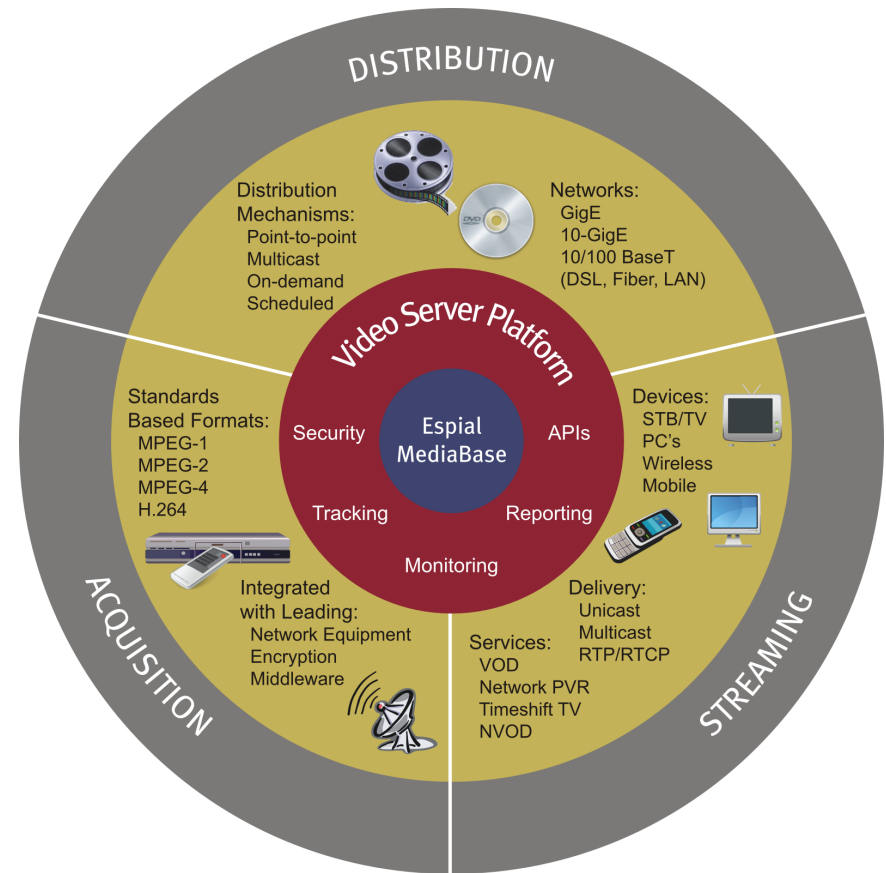 DISTRIBUTION
Distribution
Mechanisms:
Point-to-point
Multicast
On-demand
Scheduled
DVD
Networks:
GigE
10-GigE
10/100 BaseT
(DSL, Fiber, LAN)
Video Server Platform
Espial
MediaBase
Security
APIs
Tracking
Reporting
Monitoring
Standards
Based Formats:
MPEG-1
MPEG-2
MPEG-4
H.264
Integrated
with Leading:
Network Equipment
Encryption
Middleware
ACQUISITION
Devices:
STB/TV
PC's
Wireless
Mobile
Delivery:
Unicast
Multicast
RTP/RTCP
Services:
VOD
Network PVR
Timeshift TV
NVOD
STREAMING